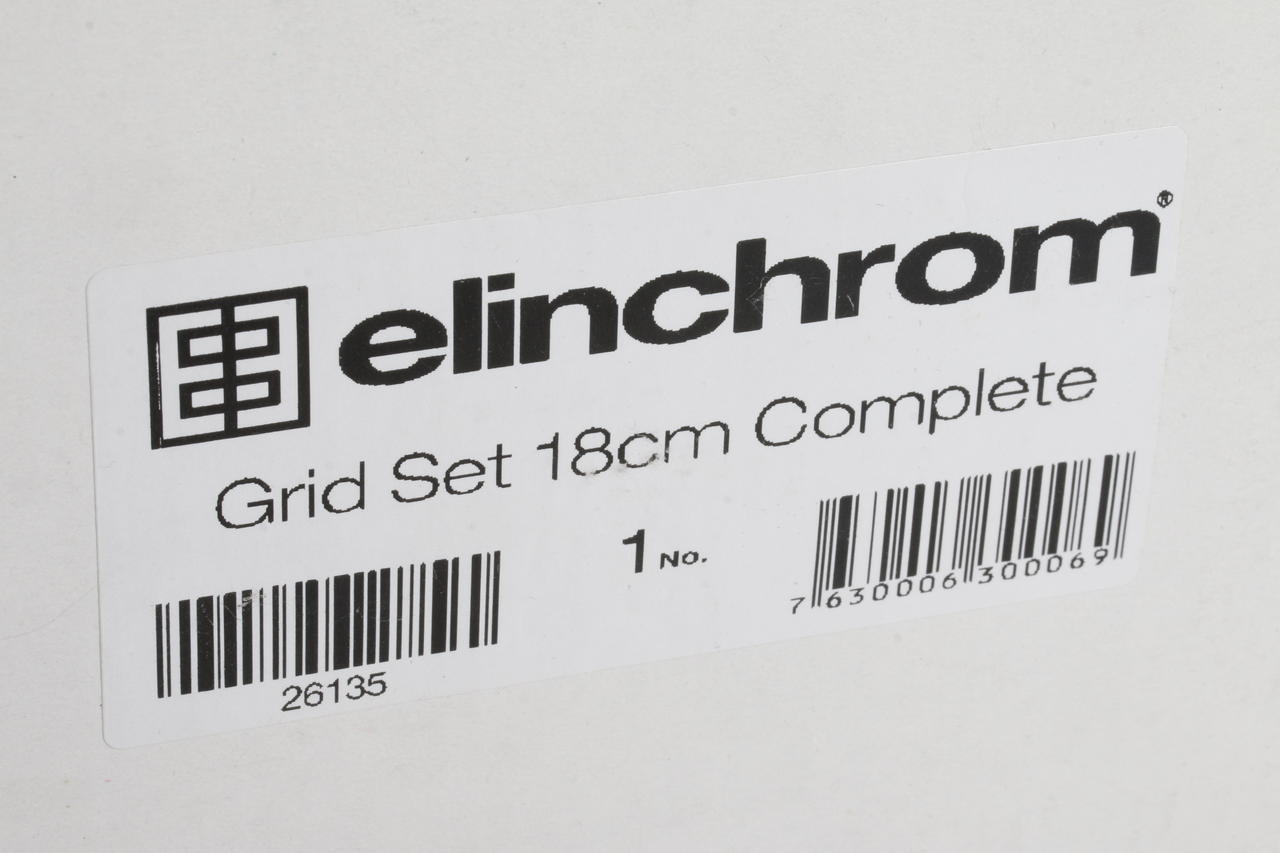 elinchrom®
Grid Set 18cm Complete
1 No.
26135
7 630006 300069